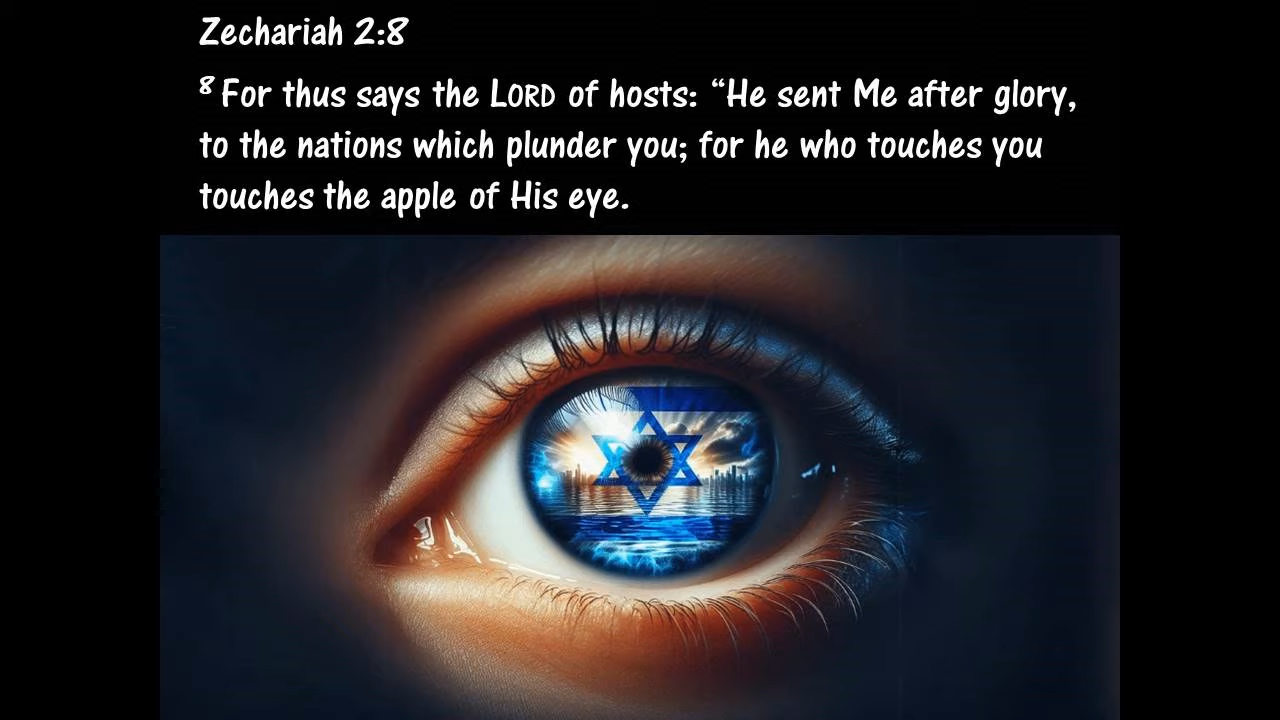 Zechariah 2:8
8 For thus says the LORD of hosts: “He sent Me after glory,
to the nations which plunder you; for he who touches you
touches the apple of His eye.